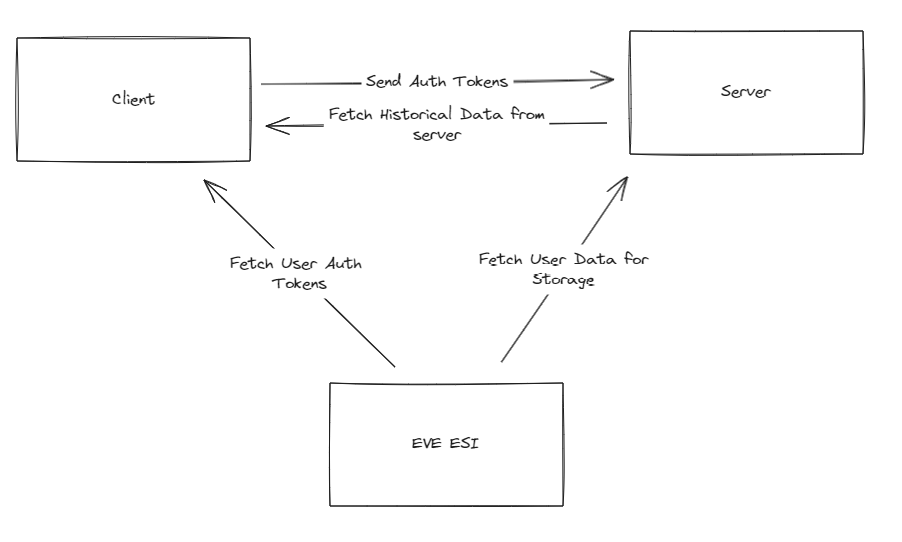 Client
Send Auth Tokens
Server
Fetch Historical Data from
server
Fetch User Auth
Tokens
Fetch User Data for
Storage
EVE ESI